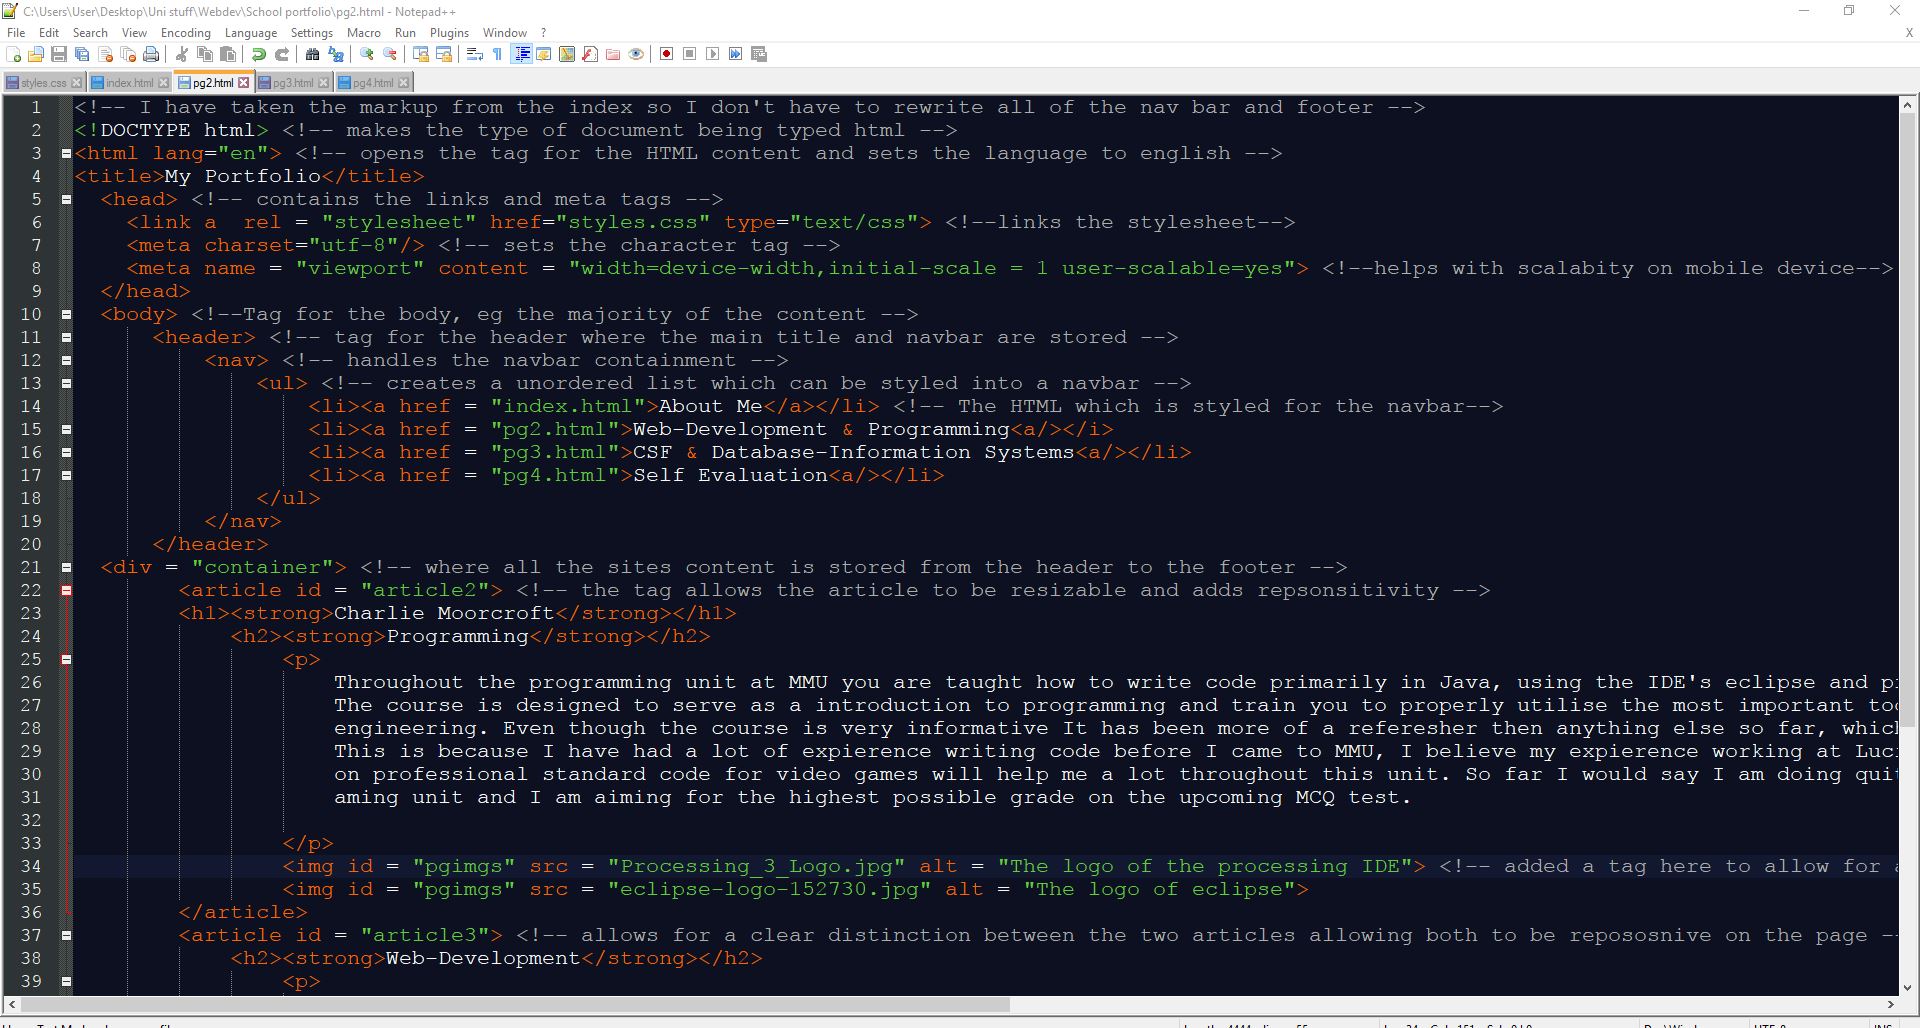 C:\Users\User\Desktop\Uni stuff\Webdev\School portfolio\pg2.html - Notepad++
File Edit Search View Encoding Language Settings Macro Run Plugins Window ? X
styles.css index.html pg2.html pg3.html pg4.html
1 <!-- I have taken the markup from the index so I don't have to rewrite all of the nav bar and footer -->
2 <!DOCTYPE html> <!-- makes the type of document being typed html -->
3 <html lang="en"> <!-- opens the tag for the HTML content and sets the language to english -->
4 <title>My Portfolio</title>
5 <head> <!-- contains the links and meta tags -->
6 <link a  rel = "stylesheet" href="styles.css" type="text/css"> <!--links the stylesheet-->
7 <meta charset="utf-8"/> <!-- sets the character tag -->
8 <meta name = "viewport" content = "width=device-width,initial-scale = 1 user-scalable=yes"> <!--helps with scalabity on mobile device-->
9 </head>
10 <body> <!--Tag for the body, eg the majority of the content -->
11 <header> <!-- tag for the header where the main title and navbar are stored -->
12 <nav> <!-- handles the navbar containment -->
13 <ul> <!-- creates a unordered list which can be styled into a navbar -->
14 <li><a href = "index.html">About Me</a></li> <!-- The HTML which is styled for the navbar-->
15 <li><a href = "pg2.html">Web-Development & Programming<a/></i>
16 <li><a href = "pg3.html">CSF & Database-Information Systems<a/></li>
17 <li><a href = "pg4.html">Self Evaluation<a/></li>
18 </ul>
19 </nav>
20 </header>
21 <div = "container"> <!-- where all the sites content is stored from the header to the footer -->
22 <article id = "article2"> <!-- the tag allows the article to be resizable and adds repsonsitivity -->
23 <h1><strong>Charlie Moorcroft</strong></h1>
24 <h2><strong>Programming</strong></h2>
25 <p>
26 Throughout the programming unit at MMU you are taught how to write code primarily in Java, using the IDE's eclipse and
27 The course is designed to serve as a introduction to programming and train you to properly utilise the most important
28 engineering. Even though the course is very informative It has been more of a referesher then anything else so far,
29 This is because I have had a lot of expierence writing code before I came to MMU, I believe my expierence working at
30 on professional standard code for video games will help me a lot throughout this unit. So far I would say I am doing
31 aming unit and I am aiming for the highest possible grade on the upcoming MCQ test.
32
33 </p>
34 <img id = "pgimgs" src = "Processing_3_Logo.jpg" alt = "The logo of the processing IDE"> <!-- added a tag here to allow for
35 <img id = "pgimgs" src = "eclipse-logo-152730.jpg" alt = "The logo of eclipse">
36 </article>
37 <article id = "article3"> <!-- allows for a clear distinction between the two articles allowing both to be repososnive on the page -
38 <h2><strong>Web-Development</strong></h2>
39 <p>